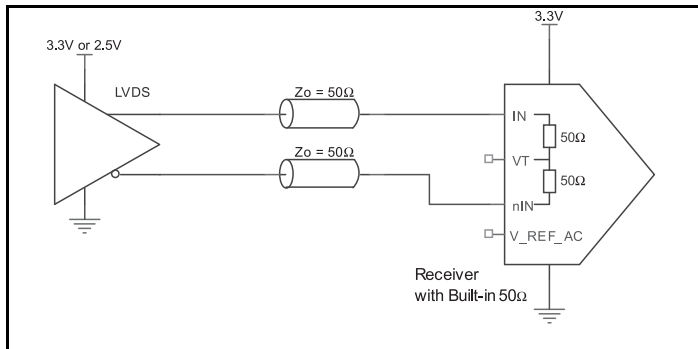 3.3V
3.3V or 2.5V
LVDS
Zo = 50Ω
IN
50Ω
Zo = 50Ω
VT
50Ω
nIN
V_REF_AC
Receiver
with Built-in 50Ω